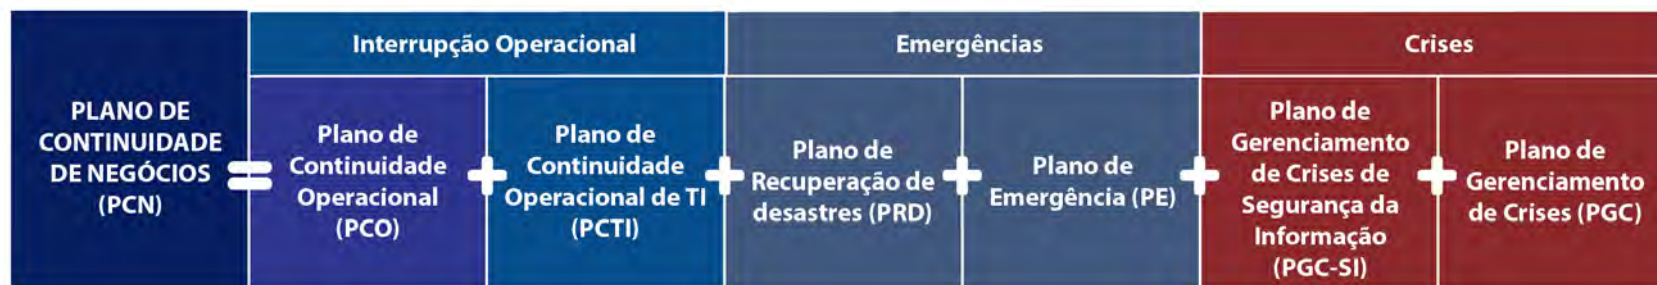 Interrupção Operacional
Emergências
Crises
PLANO DE
CONTINUIDADE
DE NEGÓCIOS
(PCN)
=
Plano de
Continuidade
Operacional
(PCO)
+
Plano de
Continuidade
Operacional de TI
(PCTI)
+
Plano de
Recuperação de
desastres (PRD)
+
Plano de
Emergência (PE)
+
Plano de
Gerenciamento
de Crises de
Segurança da
Informação
(PGC-SI)
+
Plano de
Gerenciamento
de Crises (PGC)